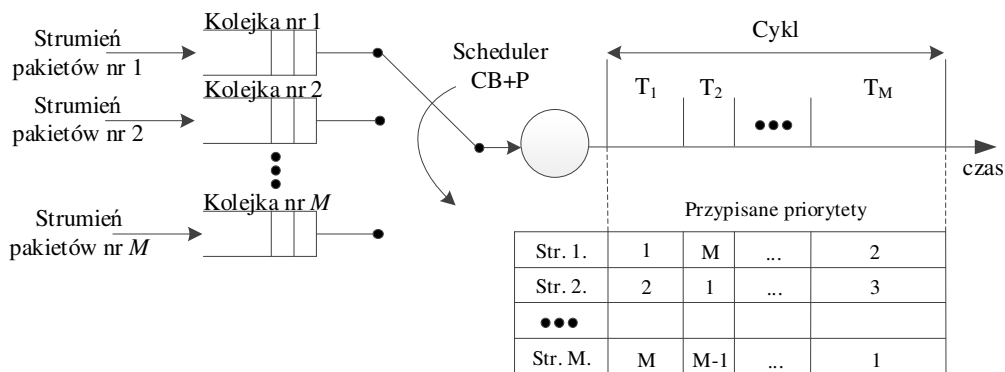 Strumień
pakietów nr 1
Kolejka nr 1
Strumień
pakietów nr 2
Kolejka nr 2
Strumień
pakietów nr M
Kolejka nr M
Scheduler
CB+P
Cykl
T1 T2 TM
czas
Przypisane priorytety
Str. 1. 1 M ... 2
Str. 2. 2 1 ... 3
Str. M. M M-1 ... 1